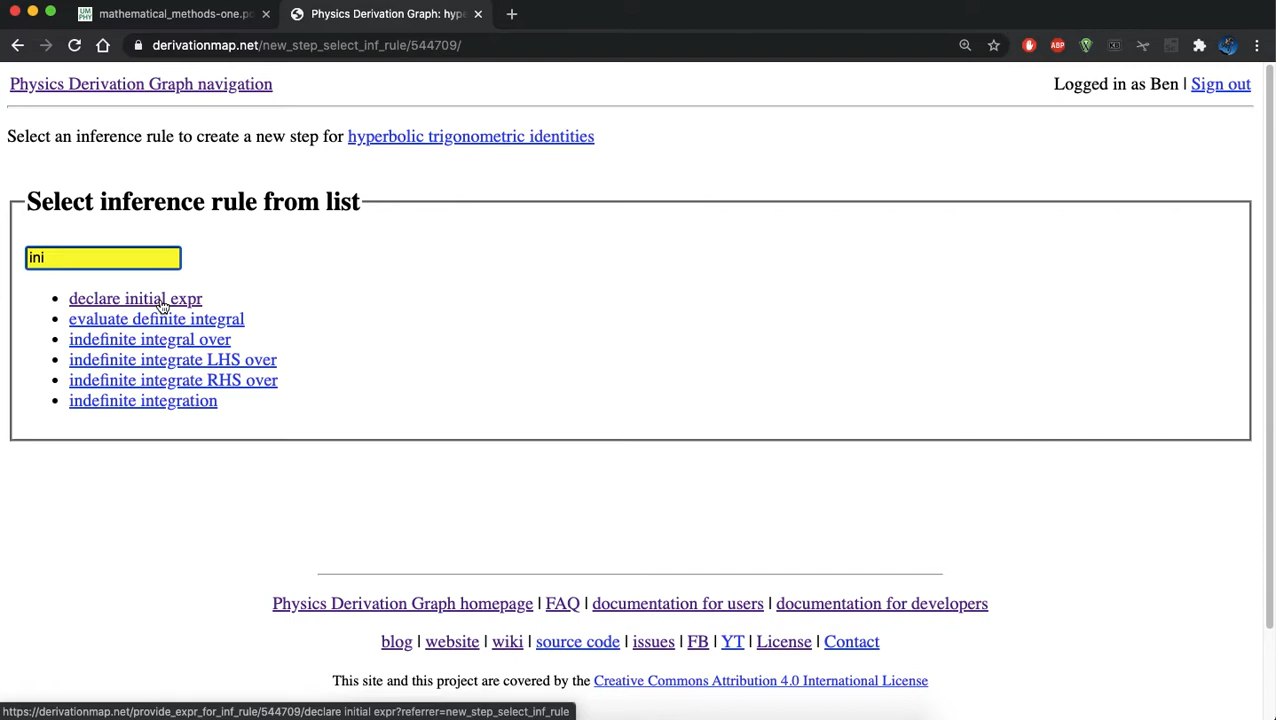 mathematical_methods-one.pd
Physics Derivation Graph: hype
derivationmap.net/new_step_select_inf_rule/544709/
ABP
Physics Derivation Graph navigation
Logged in as Ben | Sign out
Select an inference rule to create a new step for hyperbolic trigonometric identities
Select inference rule from list
ini
declare initial expr
evaluate definite integral
indefinite integral over
indefinite integrate LHS over
indefinite integrate RHS over
indefinite integration
Physics Derivation Graph homepage | FAQ | documentation for users | documentation for developers
blog | website | wiki | source code | issues | FB | YT | License | Contact
This site and this project are covered by the Creative Commons Attribution 4.0 International License
https://derivationmap.net/provide_expr_for_inf_rule/544709/declare initial expr?referrer=new_step_select_inf_rule